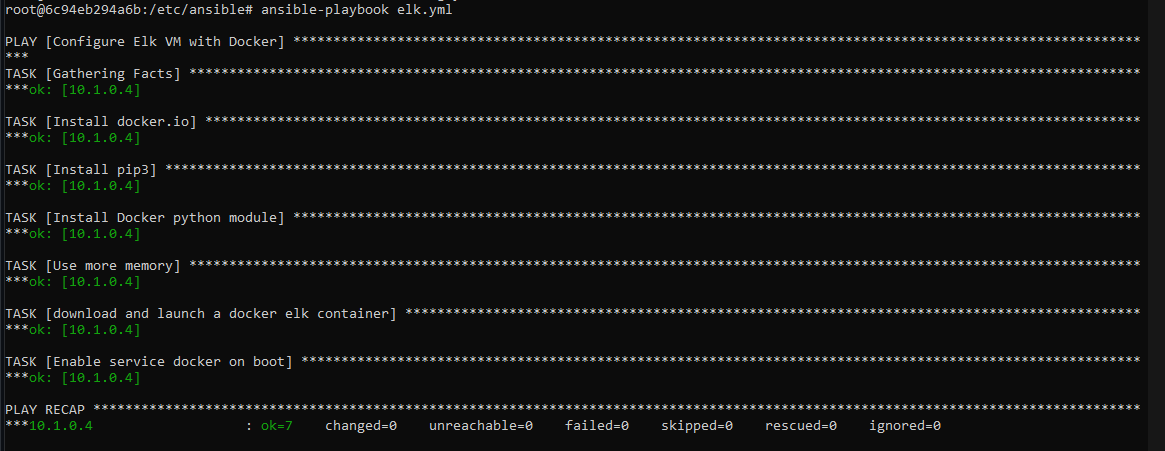 root@6c94eb294a6b:/etc/ansible# ansible-playbook elk.yml
PLAY [Configure Elk VM with Docker] **********************************************************************************************************
***
TASK [Gathering Facts] ***********************************************************************************************************************
***ok: [10.1.0.4]
TASK [Install docker.io] *********************************************************************************************************************
***ok: [10.1.0.4]
TASK [Install pip3] **************************************************************************************************************************
***ok: [10.1.0.4]
TASK [Install Docker python module] **********************************************************************************************************
***ok: [10.1.0.4]
TASK [Use more memory] ***********************************************************************************************************************
***ok: [10.1.0.4]
TASK [download and launch a docker elk container] ********************************************************************************************
***ok: [10.1.0.4]
TASK [Enable service docker on boot] *********************************************************************************************************
***ok: [10.1.0.4]
PLAY RECAP ***********************************************************************************************************************************
***10.1.0.4                   : ok=7    changed=0    unreachable=0    failed=0    skipped=0    rescued=0    ignored=0